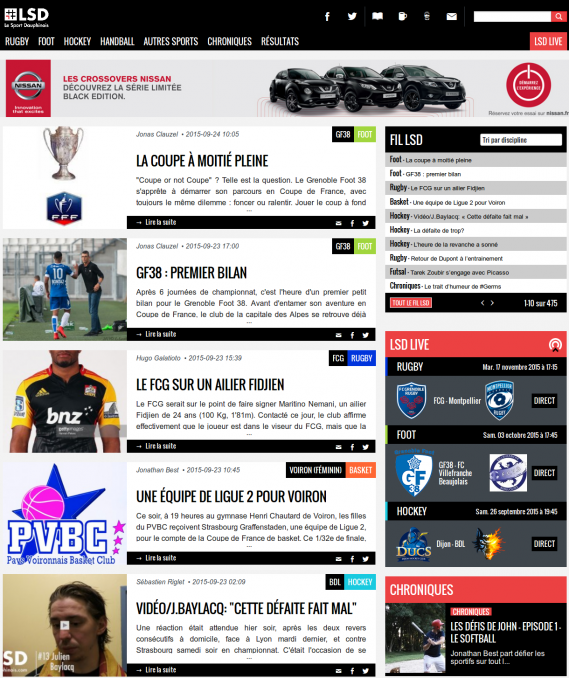 LSD
Le Sport Dauphinois
RUGBY FOOT HOCKEY HANDBALL AUTRES SPORTS CHRONIQUES RÉSULTATS LSD LIVE
NISSAN
Innovation
that excites
LES CROSSOVERS NISSAN
DÉCOUVREZ LA SÉRIE LIMITÉE
BLACK EDITION.
DÉMARREZ
L'EXPÉRIENCE
Réservez votre essai sur nissan.fr
FFF
Jonas Clauzel • 2015-09-24 10:05 GF38 FOOT
LA COUPE À MOITIÉ PLEINE
"Coupe or not Coupe" ? Telle est la question. Le Grenoble Foot 38
s'apprête à démarrer son parcours en Coupe de France, avec
toujours le même dilemme : foncer ou ralentir. Jouer le coup à fond
...
→ Lire la suite
10
Jonas Clauzel • 2015-09-23 17:00 GF38 FOOT
GF38 : PREMIER BILAN
Après 6 journées de championnat, c'est l'heure d'un premier petit
bilan pour le Grenoble Foot 38. Avant d'entamer son aventure en
Coupe de France, le club de la capitale des Alpes se retrouve déjà
...
→ Lire la suite
bnz
gettyimages
Hugo Galatioto • 2015-09-23 15:39 FCG RUGBY
LE FCG SUR UN AILIER FIDJIEN
Le FCG serait sur le point de faire signer Maritino Nemani, un ailier
Fidjien de 24 ans (100 Kg, 1'81m). Contacté ce jour, le club affirme
effectivement que le joueur est dans le viseur du FCG, mais que la
...
→ Lire la suite
PVBC
Pays Voironnais Basket Club
Jonathan Best • 2015-09-23 10:45 VOIRON (FÉMININ) BASKET
UNE ÉQUIPE DE LIGUE 2 POUR VOIRON
Ce soir, à 19 heures au gymnase Henri Chautard de Voiron, les filles
du PVBC reçoivent Strasbourg Graffenstaden, une équipe de Ligue 2,
pour le compte de la Coupe de France de basket. Ce 1/32e de finale,
...
→ Lire la suite
SD
#13 Julien
Baylacq
Sébastien Riglet • 2015-09-23 02:09 BDL HOCKEY
VIDÉO/J.BAYLACQ: "CETTE DÉFAITE FAIT MAL"
Une réaction était attendue hier soir, après les deux revers
consécutifs à domicile, face à Lyon mardi dernier, et contre
Strasbourg samedi soir en championnat. C'était l'occasion de se
...
→ Lire la suite
FIL LSD Tri par discipline
Foot - La coupe à moitié pleine
Foot - GF38 : premier bilan
Rugby - Le FCG sur un ailier Fidjien
Basket - Une équipe de Ligue 2 pour Voiron
Hockey - Vidéo/J.Baylacq: « Cette défaite fait mal »
Hockey - La défaite de trop?
Hockey - L'heure de la revanche a sonné
Rugby - Retour de Dupont à l'entraînement
Futsal - Tarek Zoubir s'engage avec Picasso
Chroniques - Le trait d'humour de #Germs
TOUT LE FIL LSD < > 1-10 sur 475
LSD LIVE
RUGBY Mar. 17 novembre 2015 à 17:15
FC GRENOBLE
RUGBY
FCG - Montpellier
MONTPELLIER
DIRECT
FOOT Sam. 03 octobre 2015 à 17:45
GF
38
GF38 - FC
Villefranche
Beaujolais
DIRECT
HOCKEY Sam. 26 septembre 2015 à 19:45
DUCS
Dijon - BDL
DIRECT
CHRONIQUES
CHRONIQUES
LES DÉFIS DE JOHN - EPISODE 1 -
LE SOFTBALL
Jonathan Best part défier les
sportifs sur tout l...